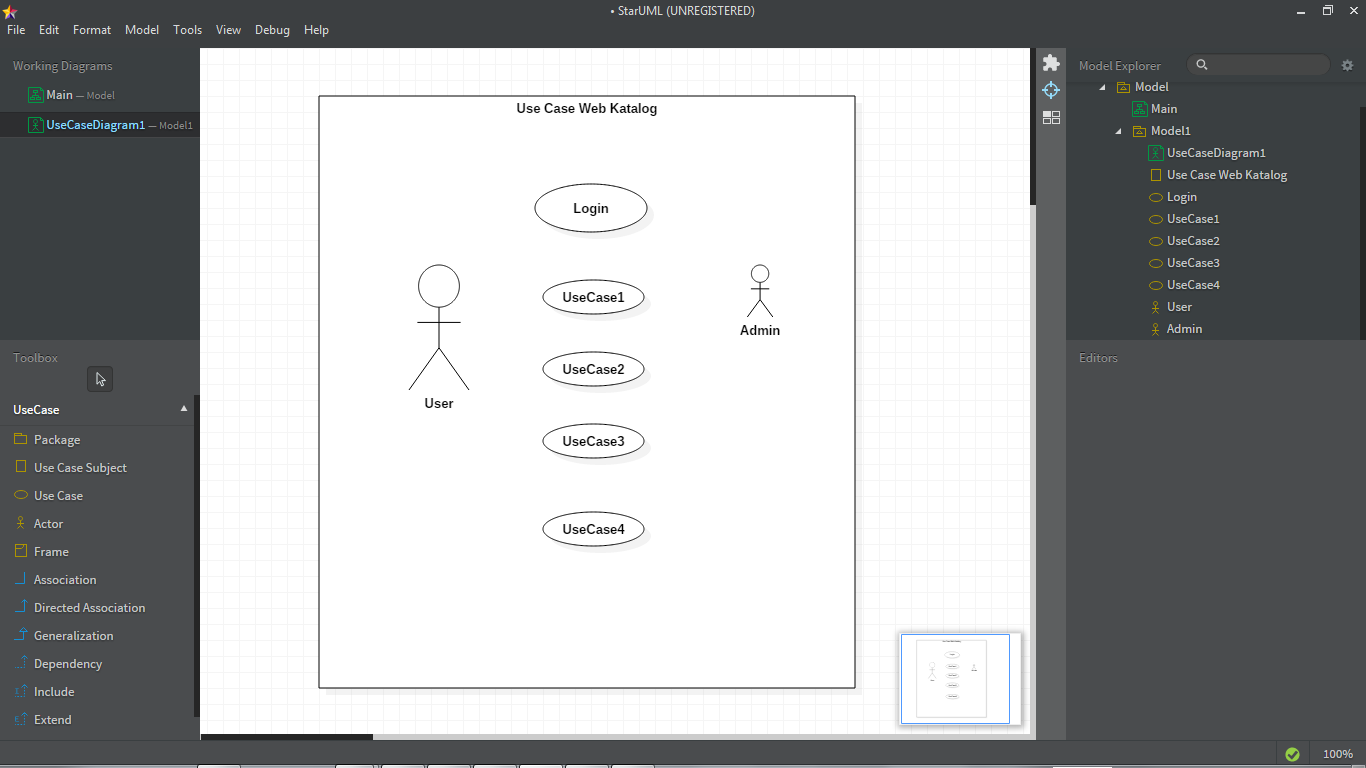 • StarUML (UNREGISTERED)
File Edit Format Model Tools View Debug Help
Working Diagrams
Main — Model
UseCaseDiagram1 — Model1
Toolbox
UseCase
Package
Use Case Subject
Use Case
Actor
Frame
Association
Directed Association
Generalization
Dependency
Include
Extend
Use Case Web Katalog
Login
UseCase1
Admin
UseCase2
User
UseCase3
UseCase4
Model Explorer
Model
Main
Model1
UseCaseDiagram1
Use Case Web Katalog
Login
UseCase1
UseCase2
UseCase3
UseCase4
User
Admin
Editors
100%